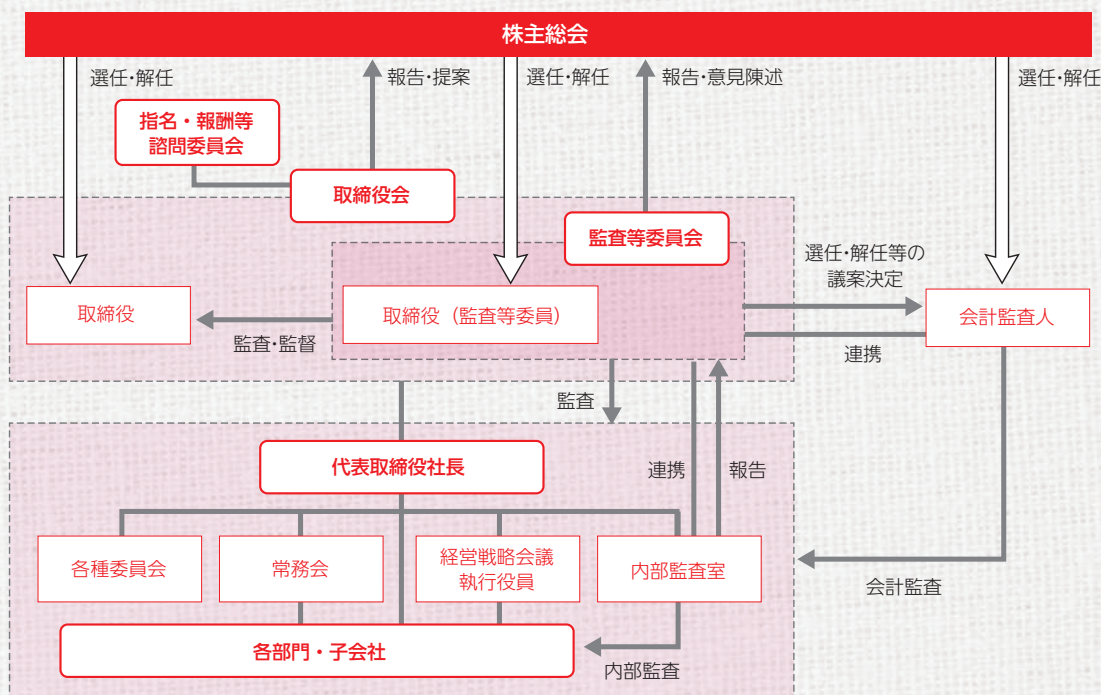 株主総会
選任・解任
報告・提案
選任・解任
報告・意見陳述
選任・解任
指名・報酬等
諮問委員会
取締役会
監査等委員会
選任・解任等の
議案決定
取締役
取締役（監査等委員）
会計監査人
監査・監督
連携
監査
代表取締役社長
連携
報告
各種委員会
常務会
経営戦略会議
執行役員
内部監査室
会計監査
各部門・子会社
内部監査